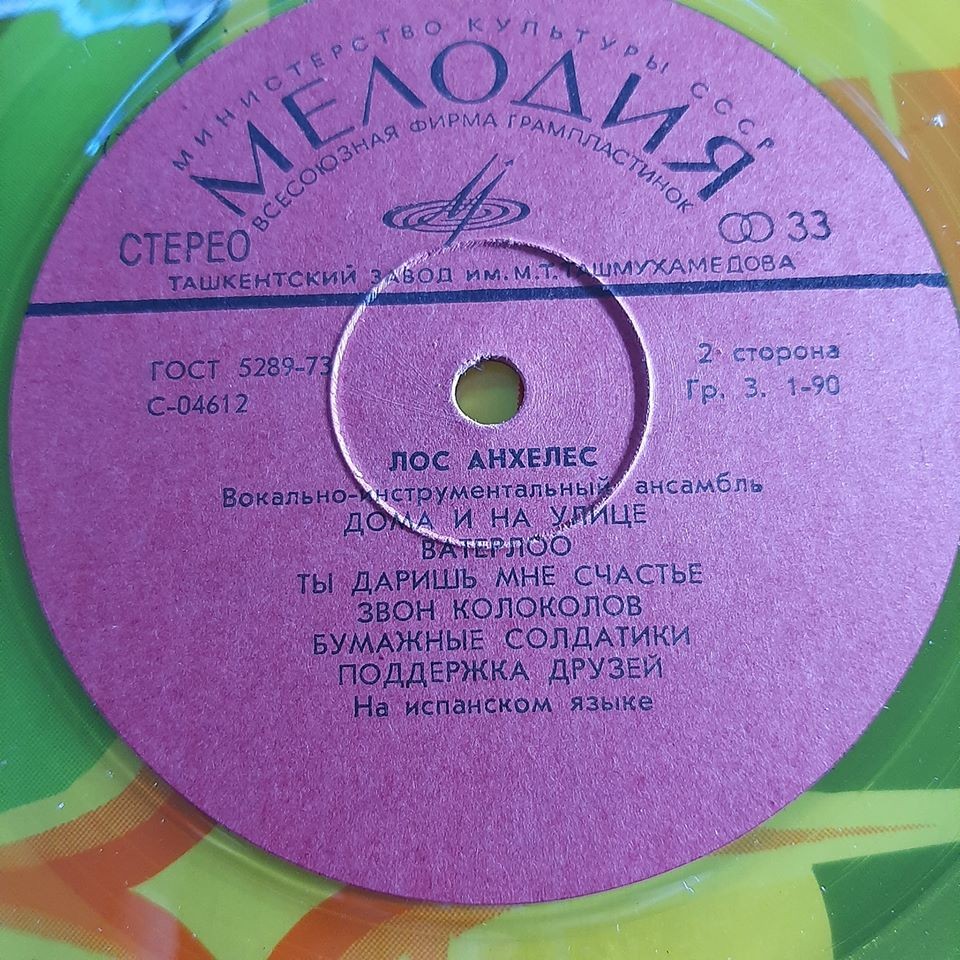 МИНИСТЕРСТВО КУЛЬТУРЫ СССР
МЕЛОДИЯ
ВСЕСОЮЗНАЯ ФИРМА ГРАМПЛАСТИНОК
СТЕРЕО
33
ТАШКЕНТСКИЙ ЗАВОД ИМ. М.Т.ТАШМУХАМЕДОВА
ГОСТ 5289-73
2 сторона
С-04612
Гр. 3. 1-90
ЛОС АНХЕЛЕС
Вокально-инструментальный ансамбль
ДОМА И НА УЛИЦЕ
ВАТЕРЛОО
ТЫ ДАРИШЬ МНЕ СЧАСТЬЕ
ЗВОН КОЛОКОЛОВ
БУМАЖНЫЕ СОЛДАТИКИ
ПОДДЕРЖКА ДРУЗЕЙ
На испанском языке